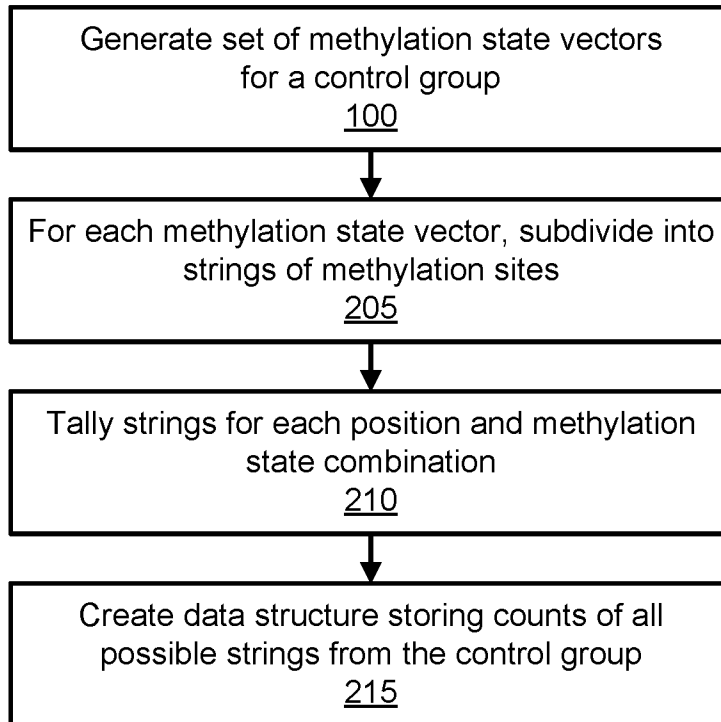 Generate set of methylation state vectors
for a control group
100
For each methylation state vector, subdivide into
strings of methylation sites
205
Tally strings for each position and methylation
state combination
210
Create data structure storing counts of all
possible strings from the control group
215